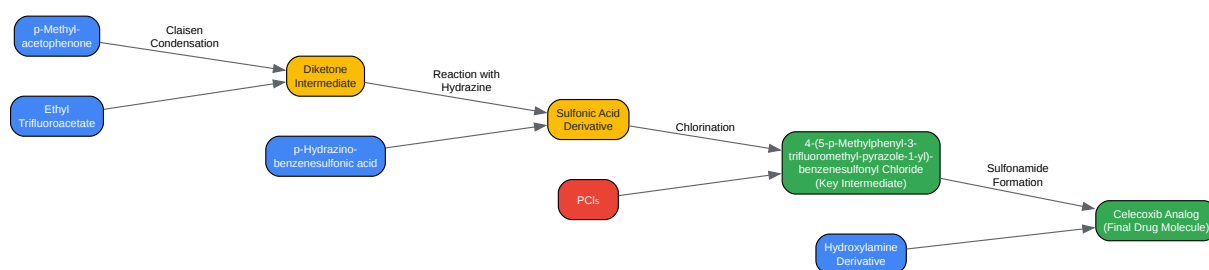 p-Methyl-
acetophenone
Claisen
Condensation
Ethyl
Trifluoroacetate
Diketone
Intermediate
Reaction with
Hydrazine
p-Hydrazino-
benzenesulfonic acid
Sulfonic Acid
Derivative
Chlorination
PCl₅
4-(5-p-Methylphenyl-3-
trifluoromethyl-pyrazole-1-yl)-
benzenesulfonyl Chloride
(Key Intermediate)
Sulfonamide
Formation
Hydroxylamine
Derivative
Celecoxib Analog
(Final Drug Molecule)